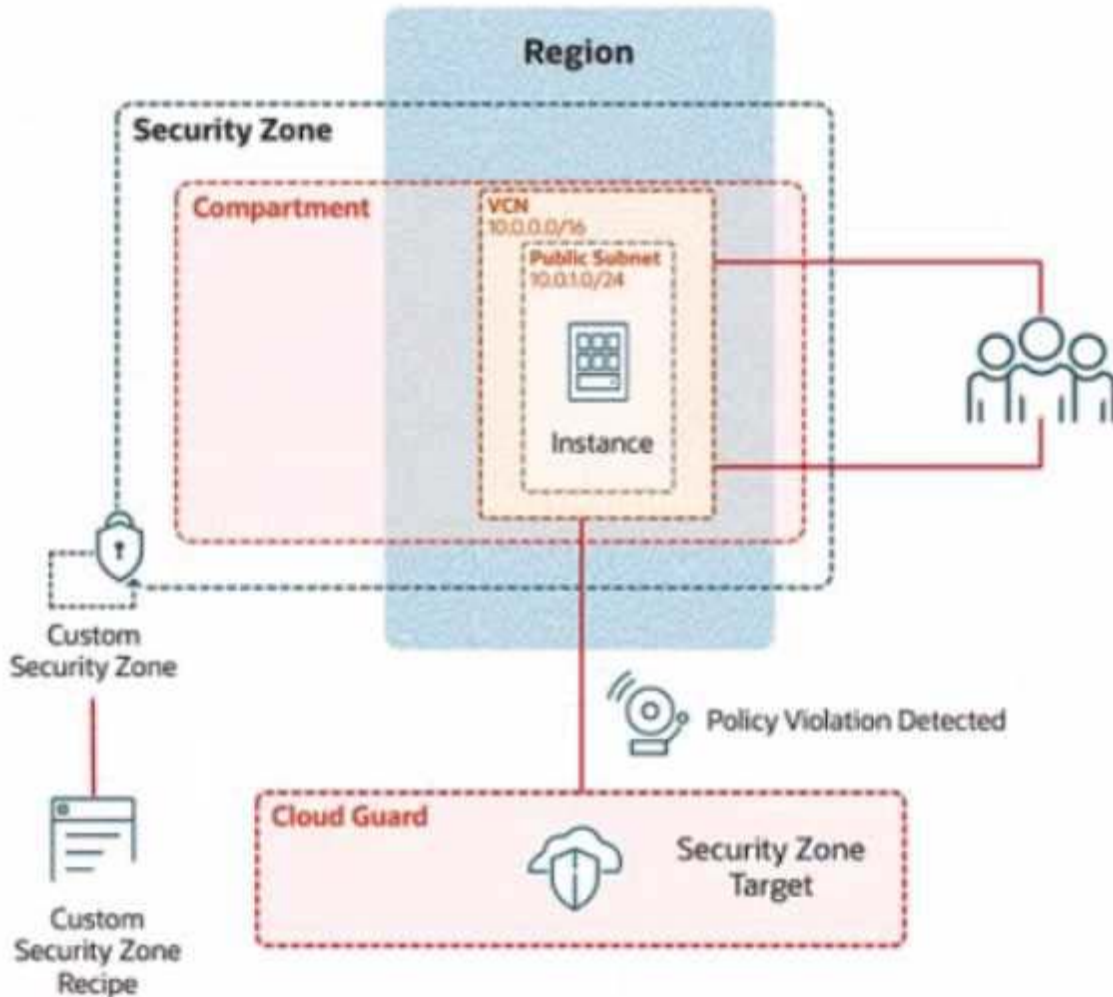 Region
Security Zone
Compartment
VCN
10.0.0.0/16
Public Subnet
10.0.1.0/24
Instance
Custom
Security Zone
Policy Violation Detected
Cloud Guard
Security Zone
Target
Custom
Security Zone
Recipe